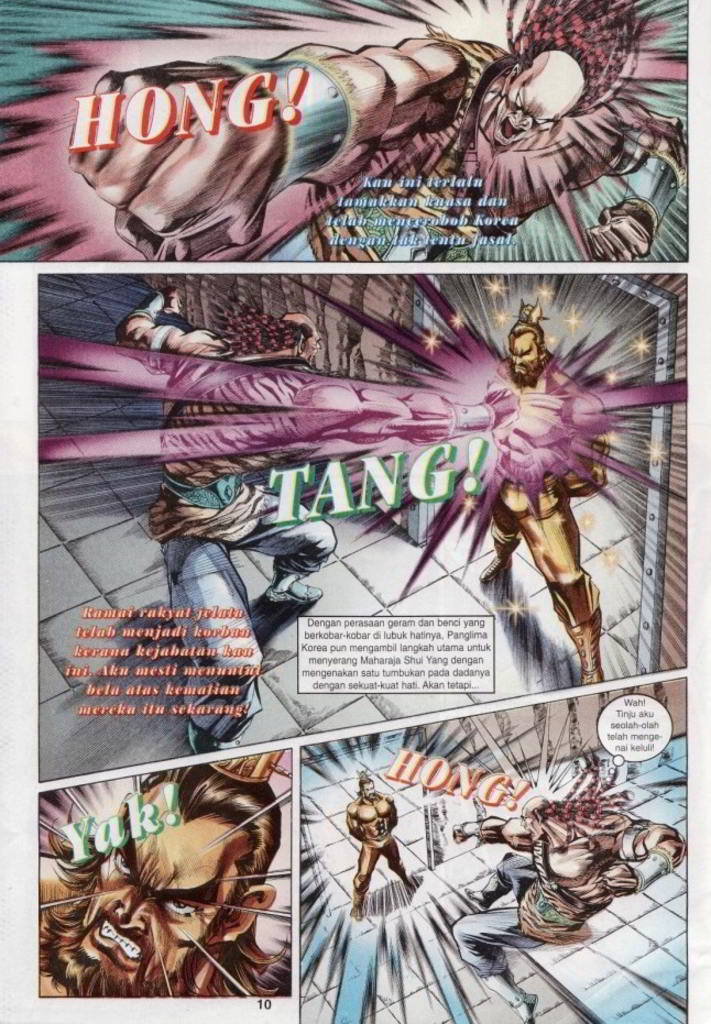 HONG!
Kau ini terlalu
tamakkan kuasa dan
telah menceroboh Korea
dengan tak tentu fasal.
TANG!
Ramai rakyat jelata
telah menjadi korban
kerana kejahatan kau
ini. Aku mesti menuntut
bela atas kematian
mereka itu sekarang!
Dengan perasaan geram dan benci yang
berkobar-kobar di lubuk hatinya, Panglima
Korea pun mengambil langkah utama untuk
menyerang Maharaja Shui Yang dengan
mengenakan satu tumbukan pada dadanya
dengan sekuat-kuat hati. Akan tetapi...
Yak!
HONG!
Wah!
Tinju aku
seolah-olah
telah menge-
nai keluli!
10